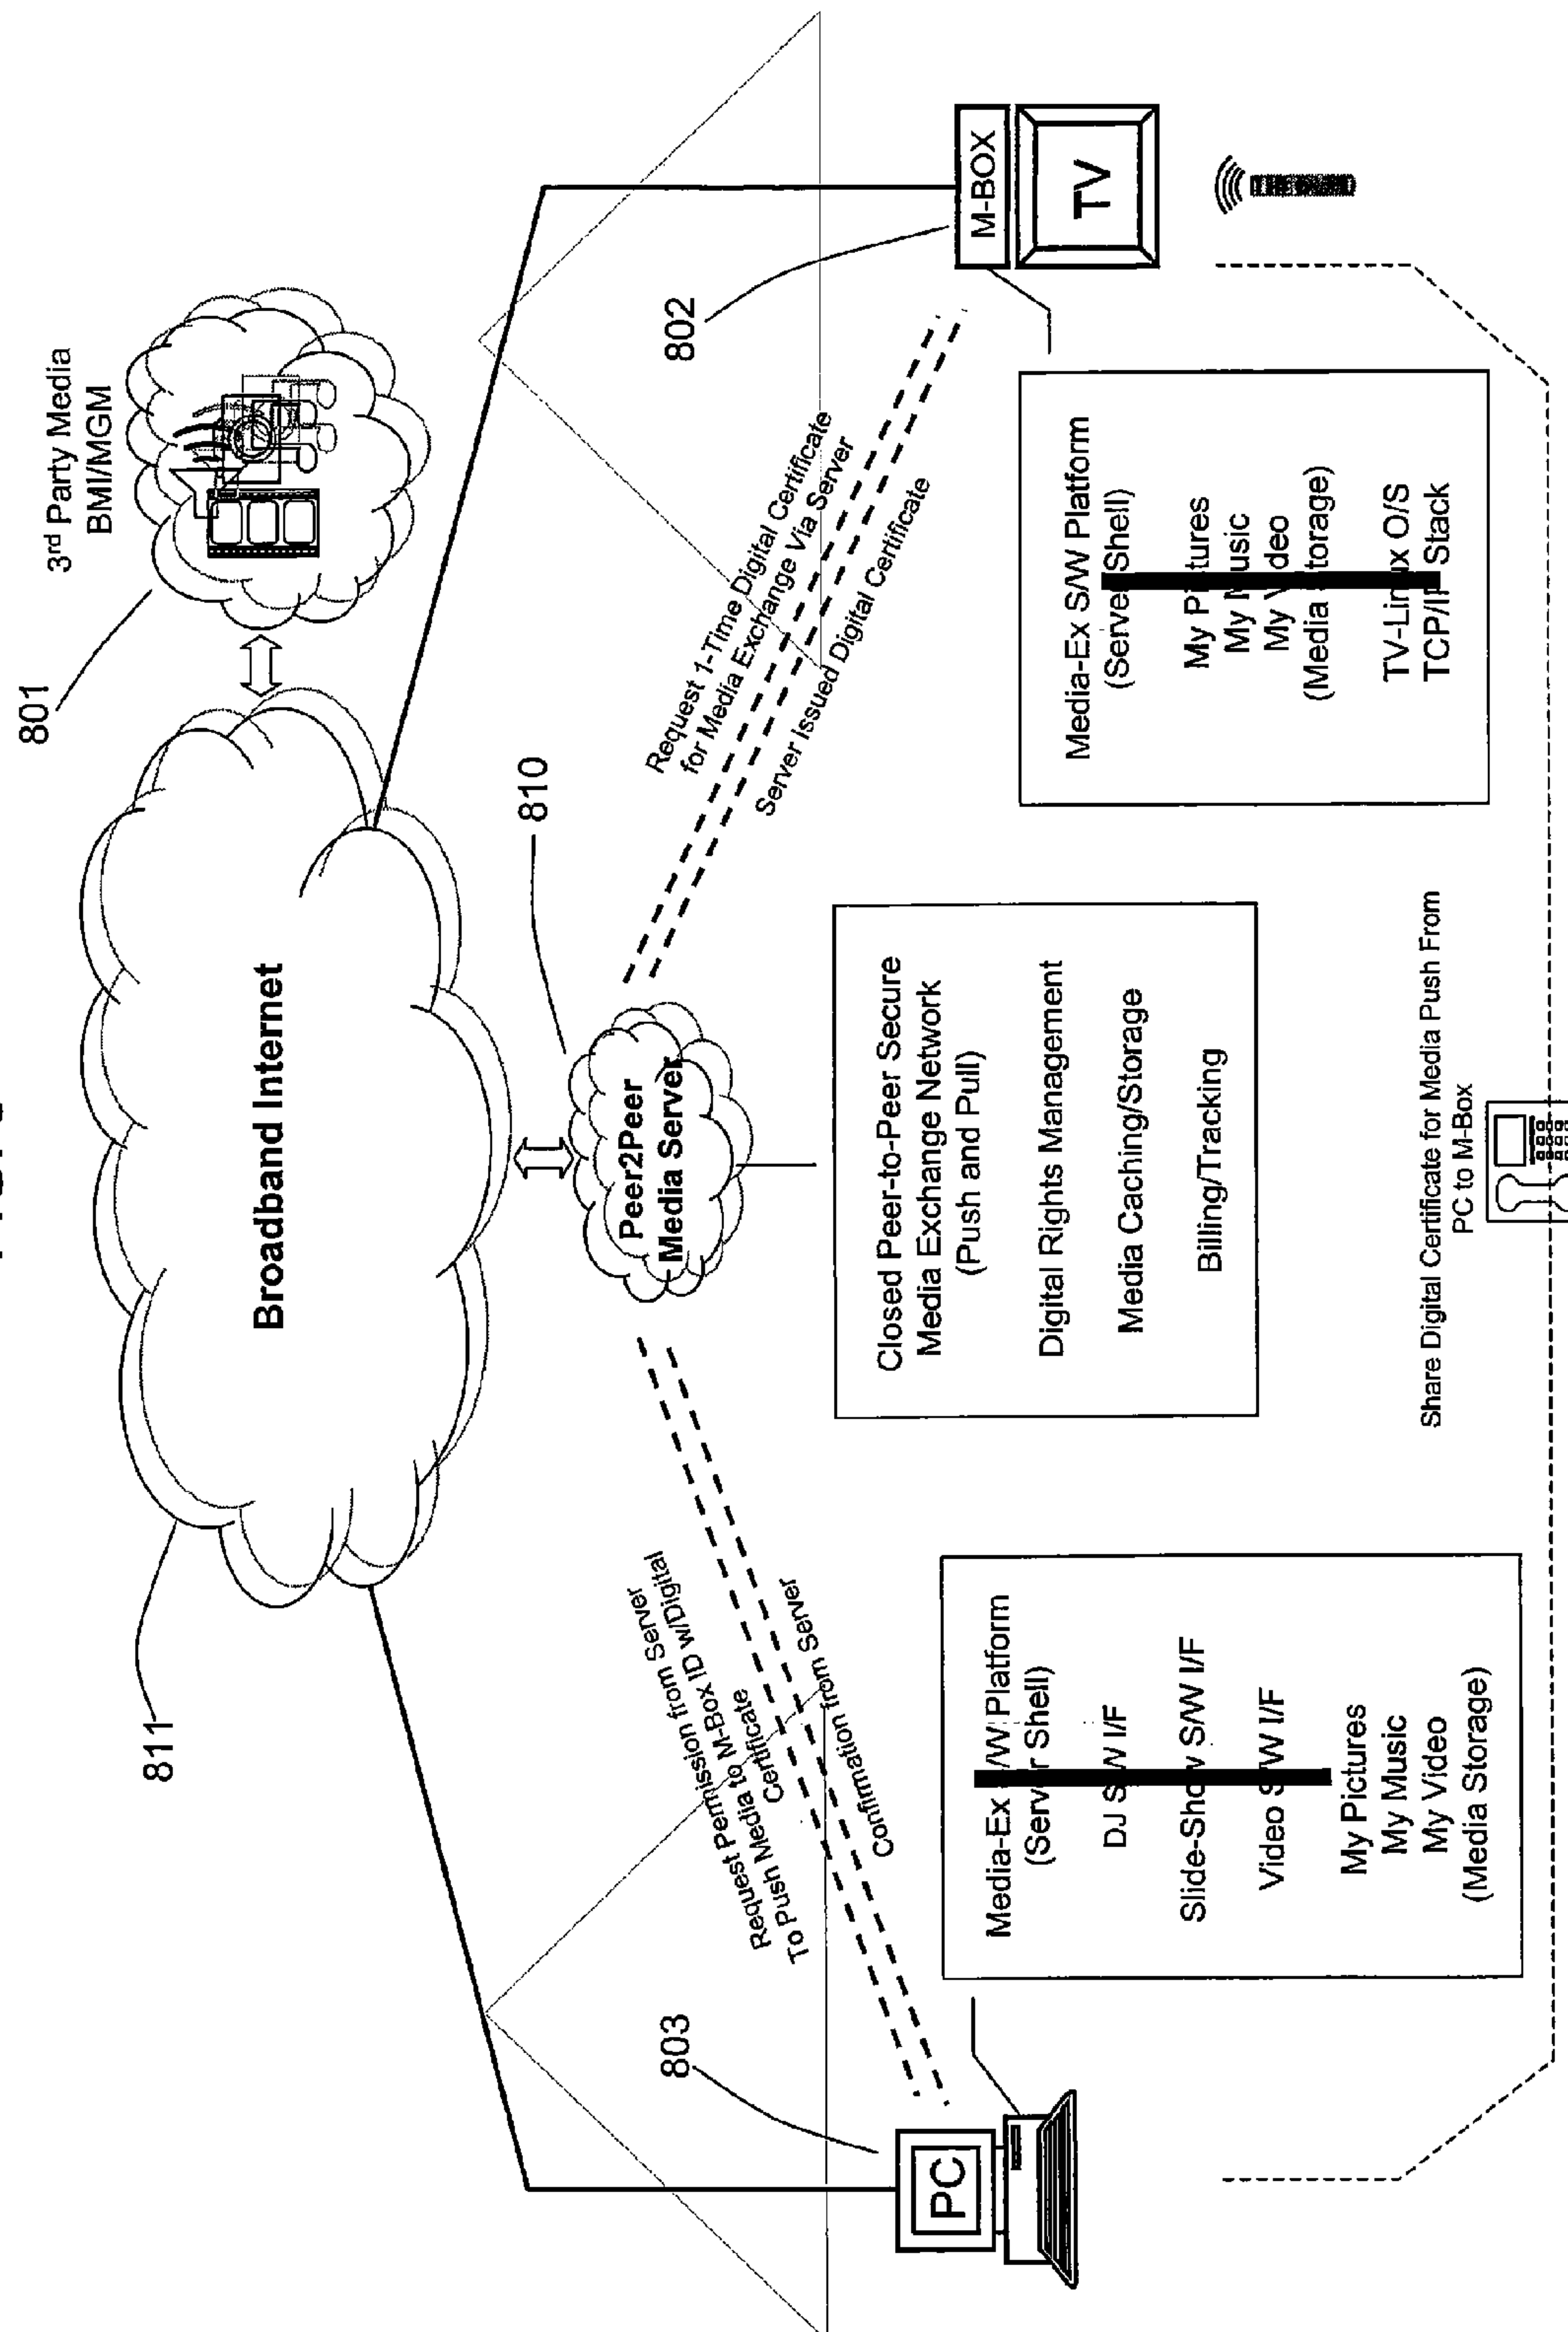 801
3rd Party Media
BMI/MGM
811
Broadband Internet
810
Peer2Peer
Media Server
803
PC
802
M-BOX
TV
Request Permission from Server
Request Media to M-Box ID w/Digital
To Push Media Certificate
Certificate
Confirmation from Server
Request 1-Time Digital Certificate
for Media Exchange Via Server
Server Issued Digital Certificate
Media-Ex S/W Platform
(Server Shell)
DJ S/W I/F
Slide-Show S/W I/F
Video S/W I/F
My Pictures
My Music
My Video
(Media Storage)
Closed Peer-to-Peer Secure
Media Exchange Network
(Push and Pull)
Digital Rights Management
Media Caching/Storage
Billing/Tracking
Media-Ex S/W Platform
(Server Shell)
My Pictures
My Music
My Video
(Media Storage)
TV-Linux O/S
TCP/IP Stack
Share Digital Certificate for Media Push From
PC to M-Box